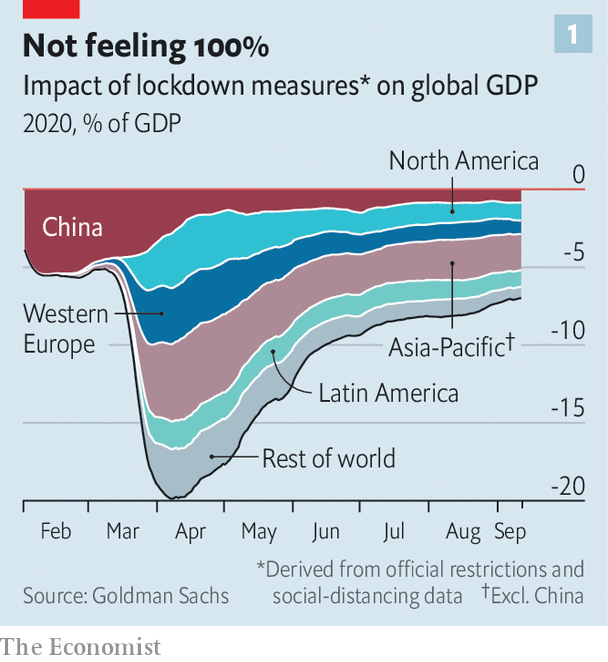 1
Not feeling 100%
Impact of lockdown measures* on global GDP
2020, % of GDP
North America
0
China
-5
Western
Europe
-10
Asia-Pacific†
Latin America
-15
Rest of world
-20
Feb Mar Apr May Jun Jul Aug Sep
*Derived from official restrictions and
Source: Goldman Sachs social-distancing data †Excl. China
The Economist